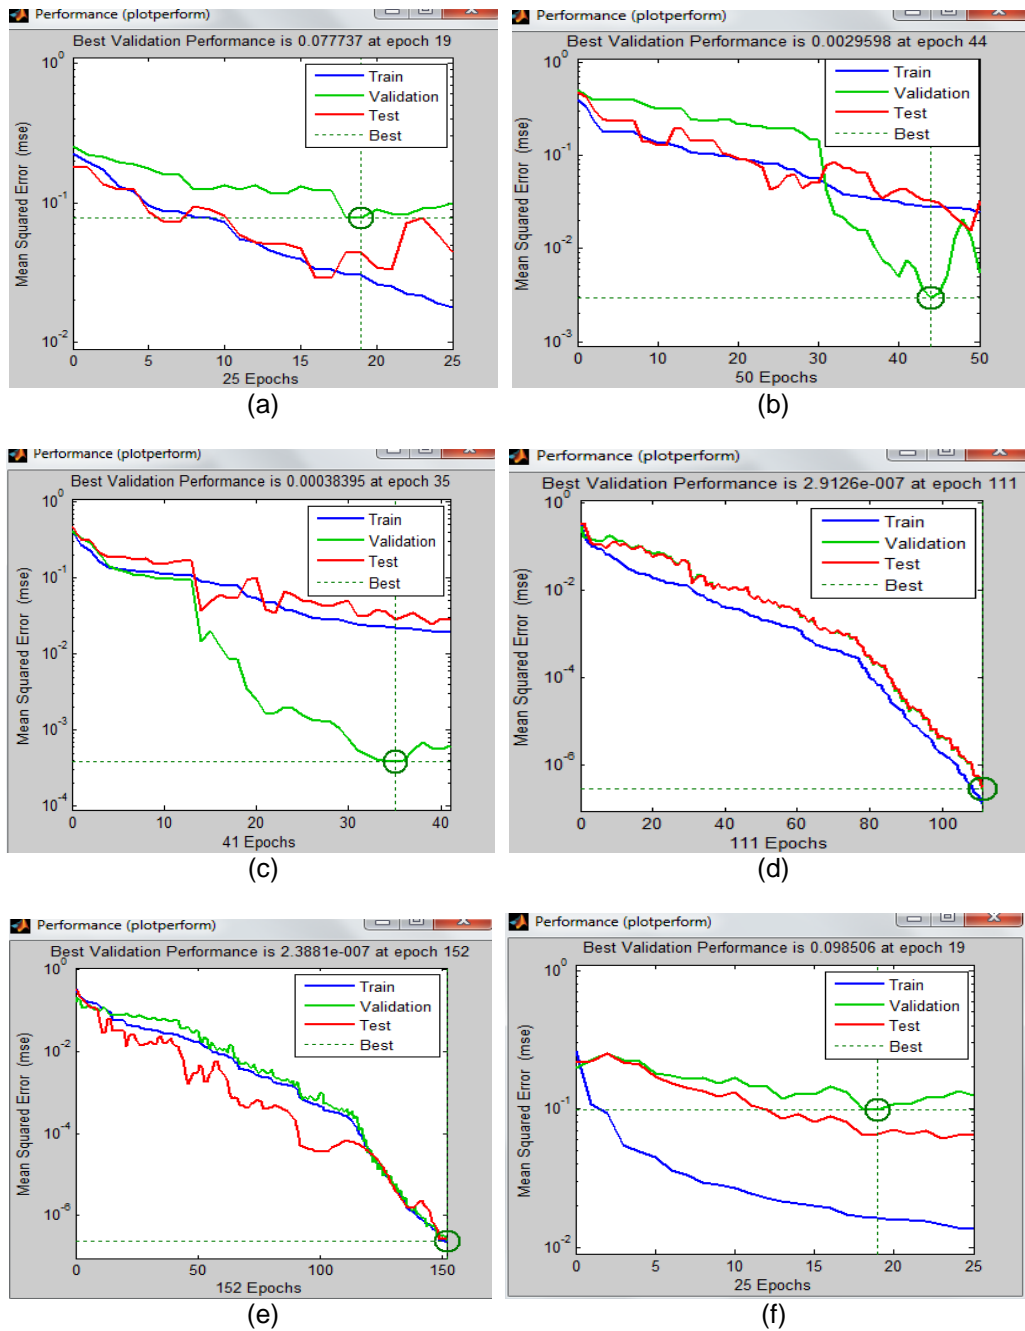 Performance (plotperform)
Best Validation Performance is 0.077737 at epoch 19
Mean Squared Error (mse)
10^0
10^-1
10^-2
Train
Validation
Test
Best
0 5 10 15 20 25
25 Epochs
(a)
Performance (plotperform)
Best Validation Performance is 0.0029598 at epoch 44
Mean Squared Error (mse)
10^0
10^-1
10^-2
10^-3
Train
Validation
Test
Best
0 10 20 30 40 50
50 Epochs
(b)
Performance (plotperform)
Best Validation Performance is 0.00038395 at epoch 35
Mean Squared Error (mse)
10^0
10^-1
10^-2
10^-3
10^-4
Train
Validation
Test
Best
0 10 20 30 40
41 Epochs
(c)
Performance (plotperform)
Best Validation Performance is 2.9126e-007 at epoch 111
Mean Squared Error (mse)
10^0
10^-2
10^-4
10^-6
Train
Validation
Test
Best
0 20 40 60 80 100
111 Epochs
(d)
Performance (plotperform)
Best Validation Performance is 2.3881e-007 at epoch 152
Mean Squared Error (mse)
10^0
10^-2
10^-4
10^-6
Train
Validation
Test
Best
0 50 100 150
152 Epochs
(e)
Performance (plotperform)
Best Validation Performance is 0.098506 at epoch 19
Mean Squared Error (mse)
10^0
10^-1
10^-2
Train
Validation
Test
Best
0 5 10 15 20 25
25 Epochs
(f)